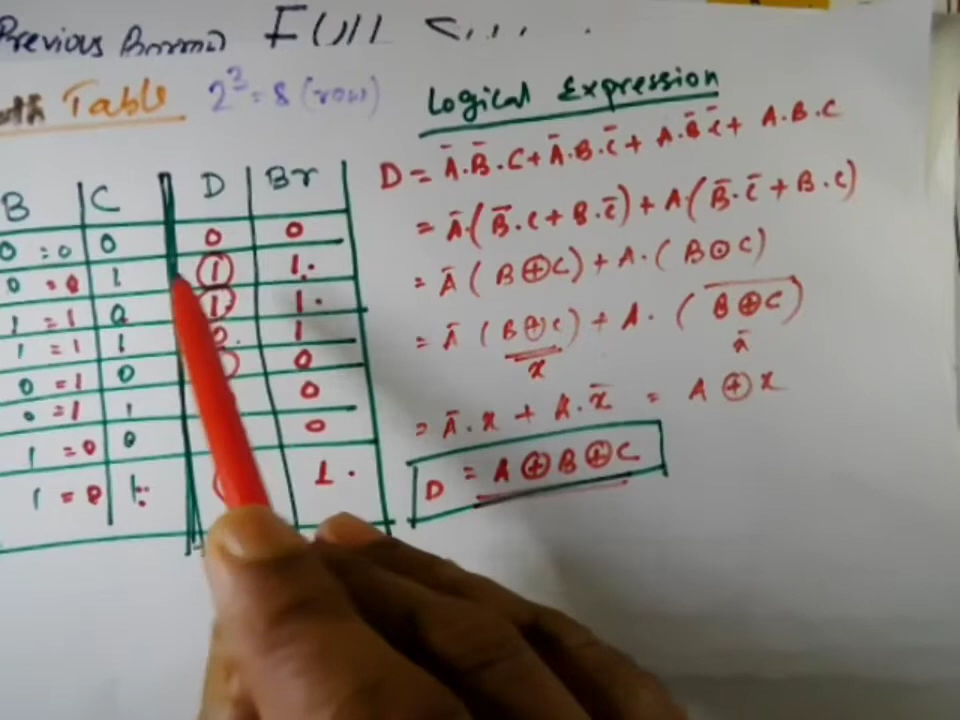 Previous
Table 2³ = 8 (row)
Logical Expression
B C D Br
0 = 0 0 0 0
0 = 0 1 1 1.
1 = 1 0 1. 1.
1 = 1 1 0. 1
0 = 1 0 0
0 = 1 1 0
1 = 0 0 0
1 = 0 1: 1.
D = A̅.B̅.C + A̅.B.C̅ + A.B̅.C̅ + A.B.C
= A̅.(B̅.C + B.C̅) + A(B̅.C̅ + B.C)
= A̅ (B⊕C) + A.(B⊙C)
= A̅ (B⊕C) + A. (B⊕C)̅
x x̅
= A̅.x + A.x̅ = A ⊕ x
D = A ⊕ B ⊕ C